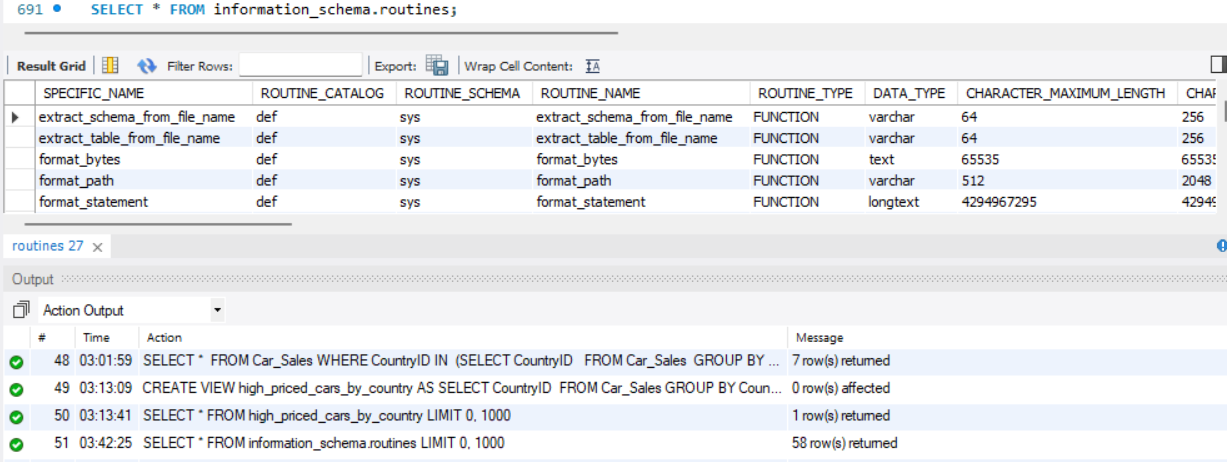 691 SELECT * FROM information_schema.routines;
Result Grid Filter Rows: Export: Wrap Cell Content: IA
SPECIFIC_NAME ROUTINE_CATALOG ROUTINE_SCHEMA ROUTINE_NAME ROUTINE_TYPE DATA_TYPE CHARACTER_MAXIMUM_LENGTH CHAR
extract_schema_from_file_name def sys extract_schema_from_file_name FUNCTION varchar 64 256
extract_table_from_file_name def sys extract_table_from_file_name FUNCTION varchar 64 256
format_bytes def sys format_bytes FUNCTION text 65535 65535
format_path def sys format_path FUNCTION varchar 512 2048
format_statement def sys format_statement FUNCTION longtext 4294967295 42949
routines 27
Output
Action Output
# Time Action Message
48 03:01:59 SELECT * FROM Car_Sales WHERE CountryID IN (SELECT CountryID FROM Car_Sales GROUP BY ... 7 row(s) returned
49 03:13:09 CREATE VIEW high_priced_cars_by_country AS SELECT CountryID FROM Car_Sales GROUP BY Coun... 0 row(s) affected
50 03:13:41 SELECT * FROM high_priced_cars_by_country LIMIT 0, 1000 1 row(s) returned
51 03:42:25 SELECT * FROM information_schema.routines LIMIT 0, 1000 58 row(s) returned